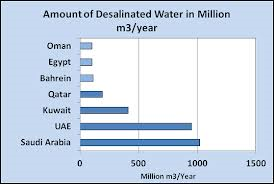 Amount of Desalinated Water in Million
m3/year
Oman
Egypt
Bahrein
Qatar
Kuwait
UAE
Saudi Arabia
0 500 1000 1500
Million m3/Year